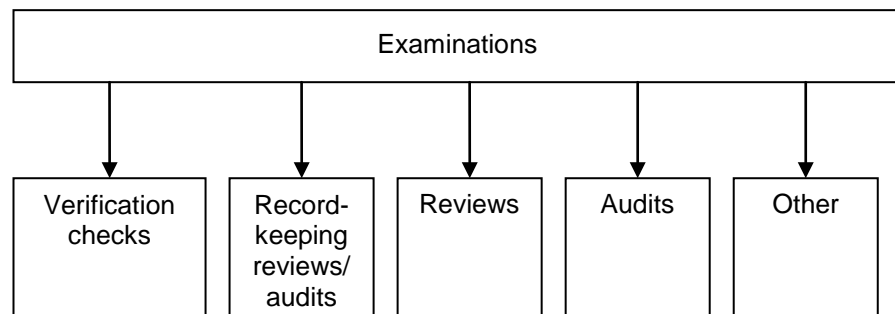 Examinations
Verification
checks
Record-
keeping
reviews/
audits
Reviews
Audits
Other